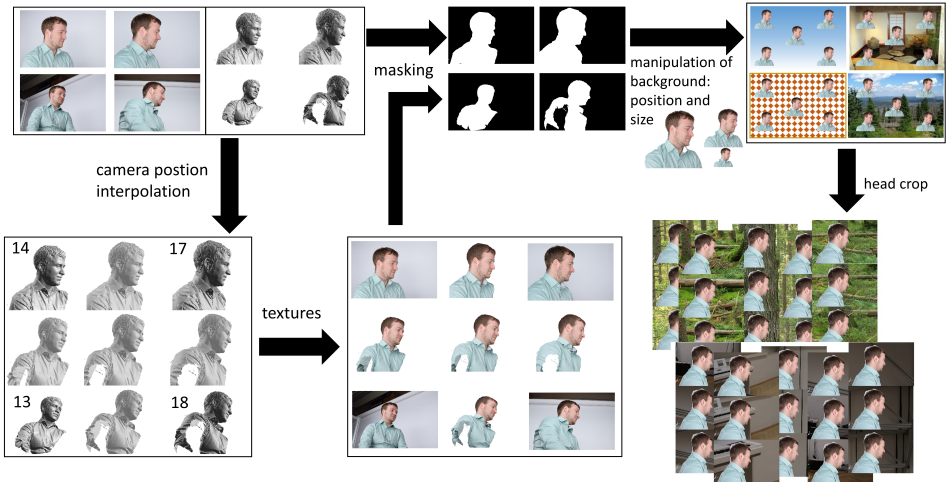 masking
manipulation of
background:
position and
size
camera postion
interpolation
head crop
14
17
textures
13
18